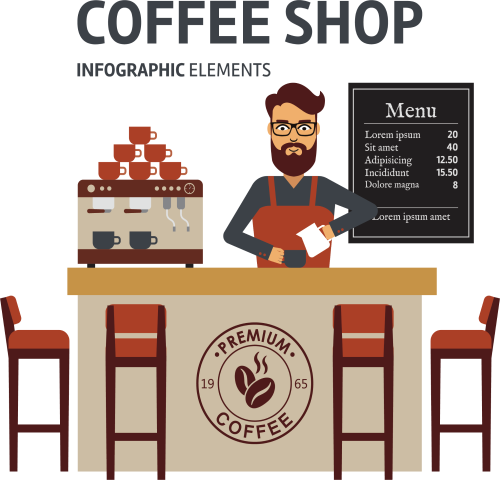 COFFEE SHOP
INFOGRAPHIC ELEMENTS
Menu
Lorem ipsum 20
Sit amet 40
Adipisicing 12.50
Incididunt 15.50
Dolore magna 8
Lorem ipsum amet
PREMIUM
19 65
COFFEE